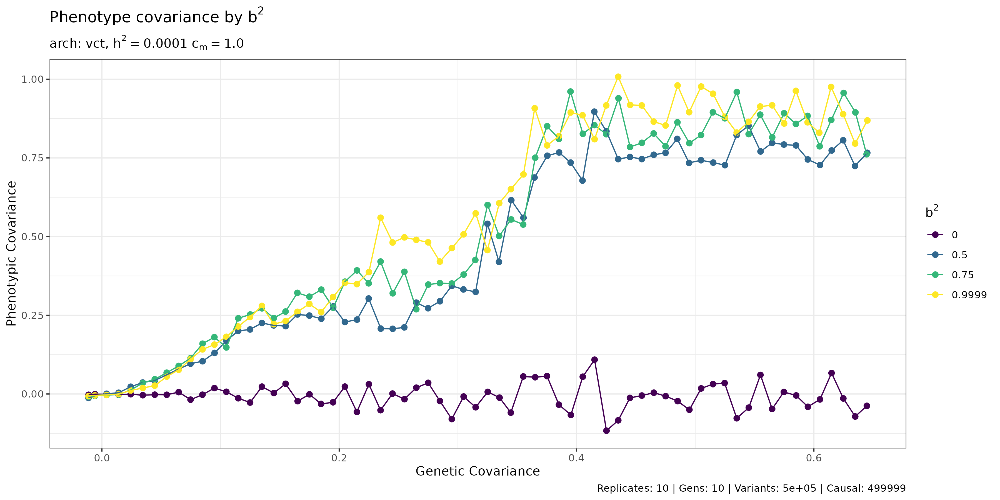 Phenotype covariance by b²
arch: vct, h² = 0.0001 cₘ = 1.0
1.00
0.75
0.50
0.25
0.00
Phenotypic Covariance
0.0
0.2
0.4
0.6
Genetic Covariance
b²
0
0.5
0.75
0.9999
Replicates: 10 | Gens: 10 | Variants: 5e+05 | Causal: 499999